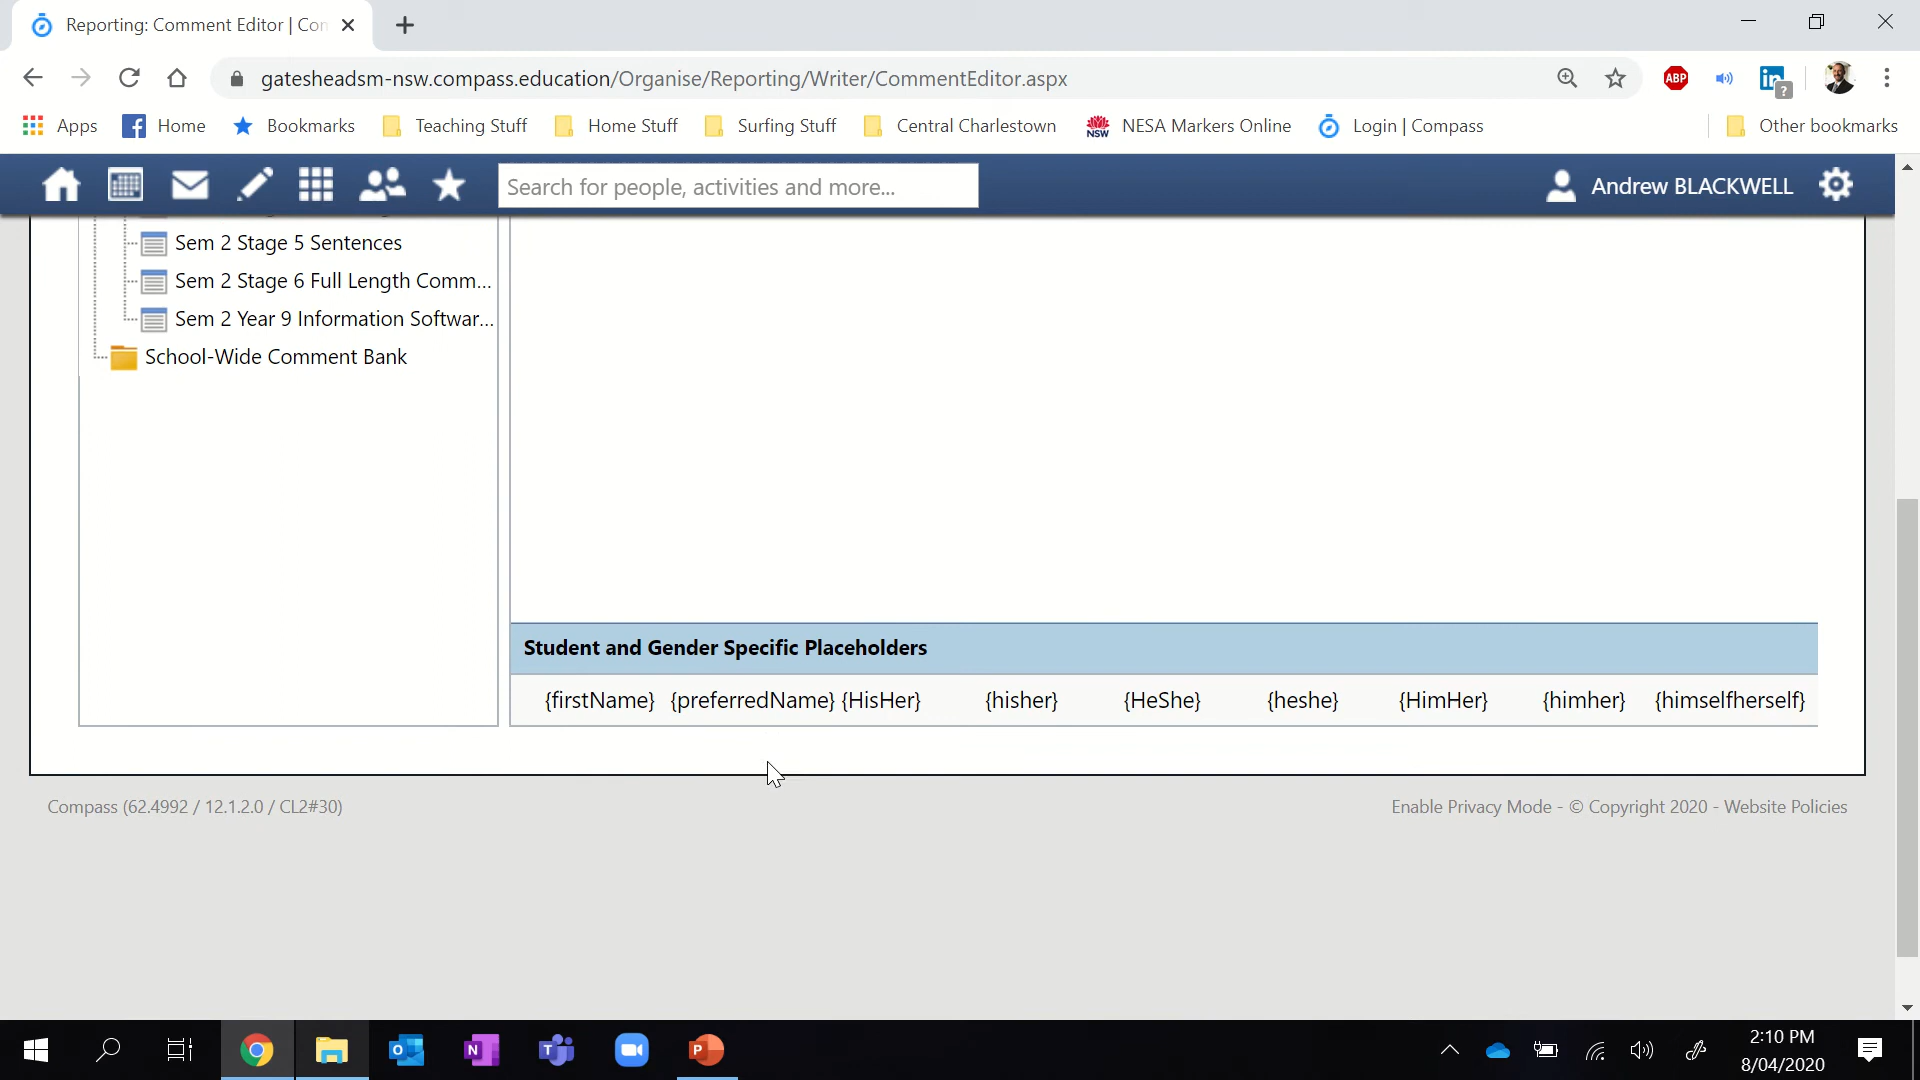 Reporting: Comment Editor | Con
gatesheadsm-nsw.compass.education/Organise/Reporting/Writer/CommentEditor.aspx
ABP
in
?
Apps
Home
Bookmarks
Teaching Stuff
Home Stuff
Surfing Stuff
Central Charlestown
NSW
NESA Markers Online
Login | Compass
Other bookmarks
Search for people, activities and more...
Andrew BLACKWELL
Sem 2 Stage 5 Sentences
Sem 2 Stage 6 Full Length Comm...
Sem 2 Year 9 Information Softwar...
School-Wide Comment Bank
Student and Gender Specific Placeholders
{firstName} {preferredName} {HisHer} {hisher} {HeShe} {heshe} {HimHer} {himher} {himselfherself}
Compass (62.4992 / 12.1.2.0 / CL2#30)
Enable Privacy Mode - © Copyright 2020 - Website Policies
2:10 PM
8/04/2020